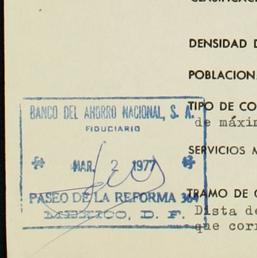 DENSIDAD D
POBLACION
TIPO DE CO
de máxim
SERVICIOS M
TRAMO DE C
Dista de
que corr
BANCO DEL AHORRO NACIONAL, S. A.
FIDUCIARIO
MAR. 2 1977
PASEO DE LA REFORMA 364
MEXICO, D. F.